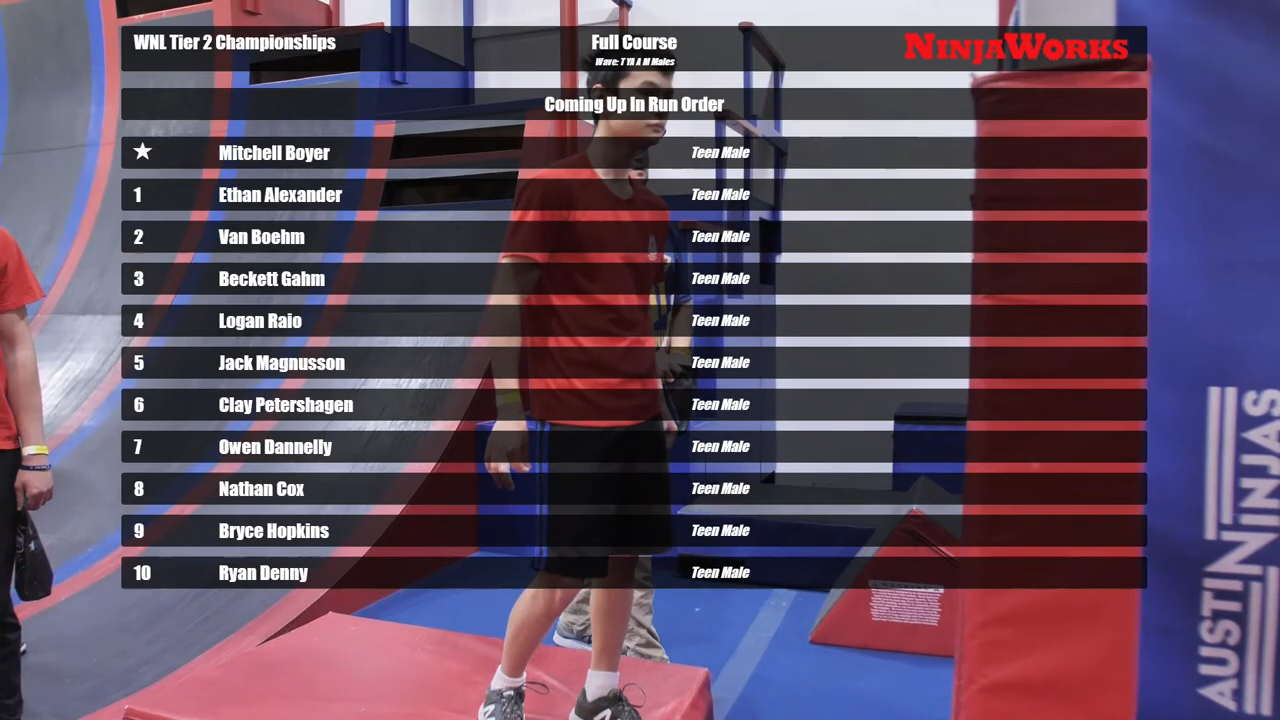 WNL Tier 2 Championships
Full Course
Wave: T YA A M Males
NinjaWorks
Coming Up In Run Order
★ Mitchell Boyer Teen Male
1 Ethan Alexander Teen Male
2 Van Boehm Teen Male
3 Beckett Gahm Teen Male
4 Logan Raio Teen Male
5 Jack Magnusson Teen Male
6 Clay Petershagen Teen Male
7 Owen Dannelly Teen Male
8 Nathan Cox Teen Male
9 Bryce Hopkins Teen Male
10 Ryan Denny Teen Male
AUSTIN NINJAS